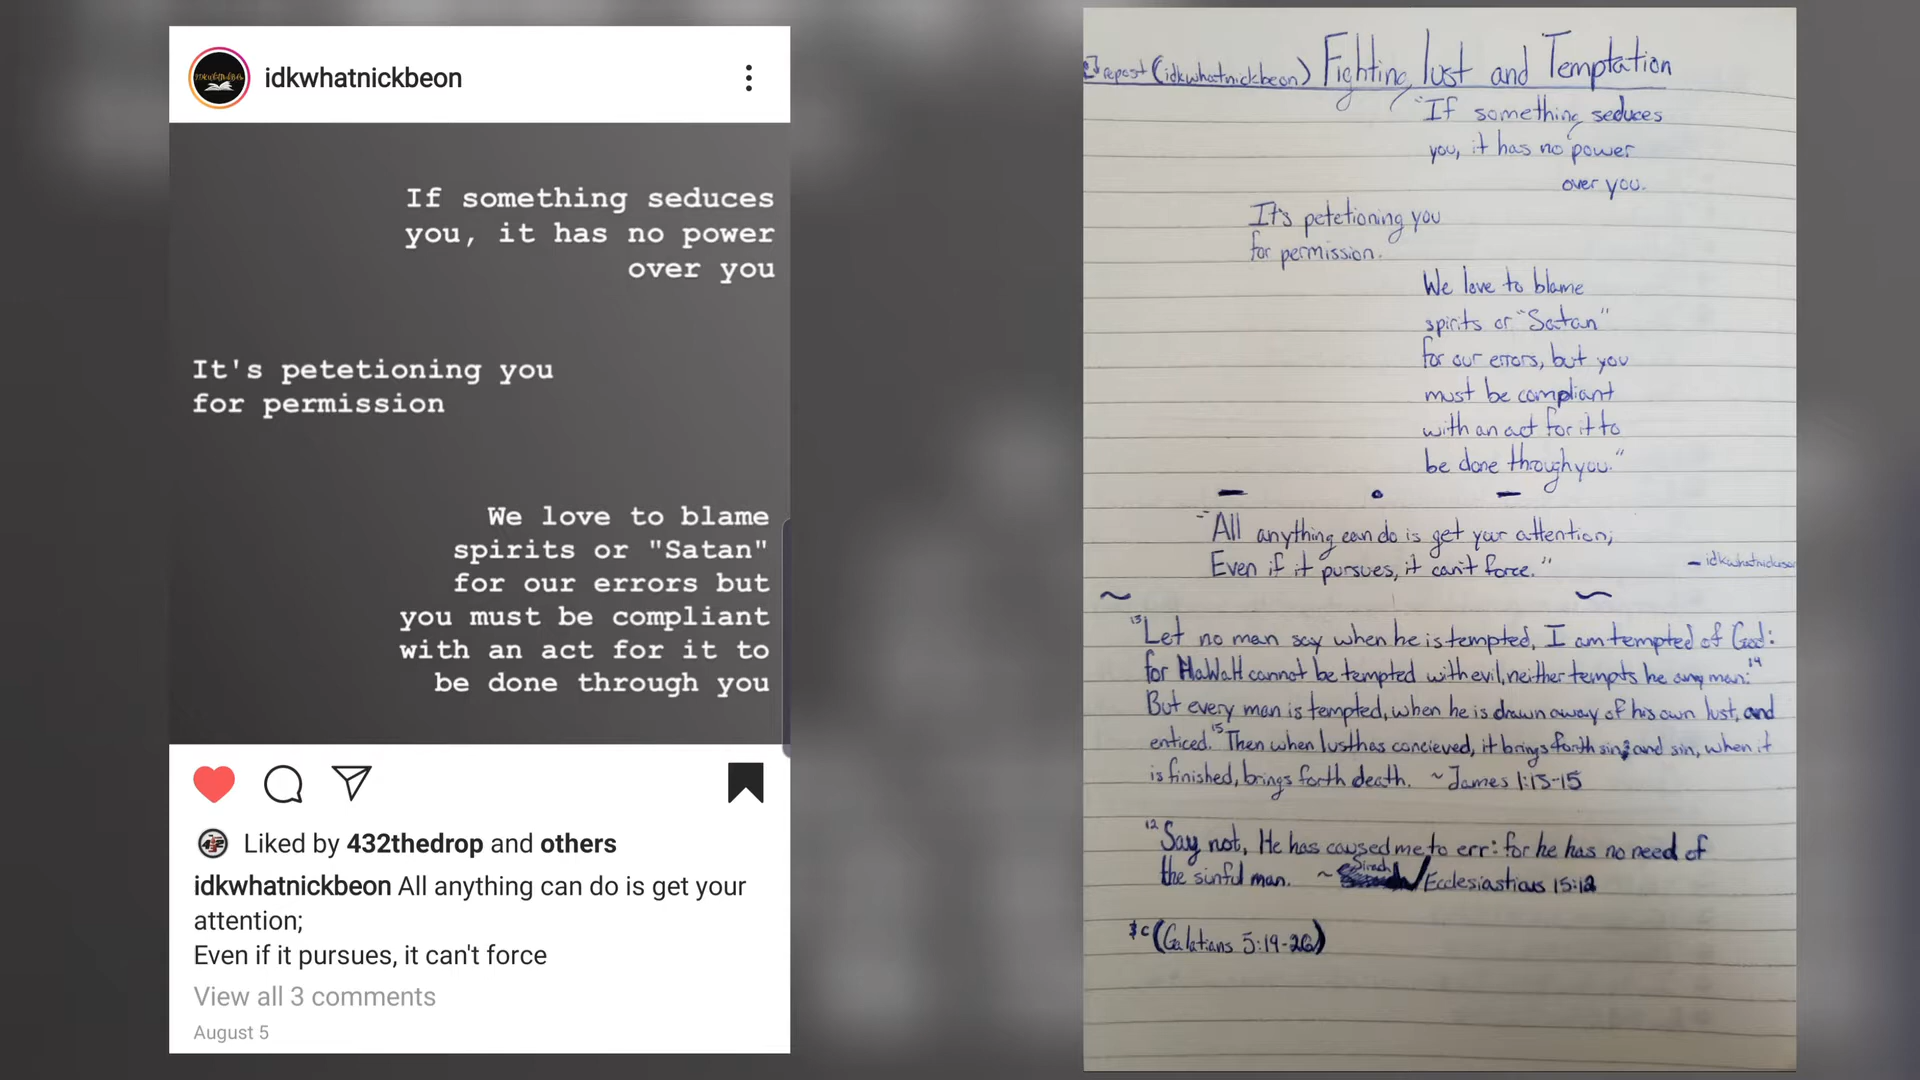 idkwhatnickbeon
If something seduces
you, it has no power
over you
It's petetioning you
for permission
We love to blame
spirits or "Satan"
for our errors but
you must be compliant
with an act for it to
be done through you
Liked by 432thedrop and others
idkwhatnickbeon All anything can do is get your
attention;
Even if it pursues, it can't force
View all 3 comments
August 5
repost (idkwhatnickbeon) Fighting lust and Temptation
"If something seduces
you, it has no power
over you.
It's petetioning you
for permission.
We love to blame
spirits or "Satan"
for our errors, but you
must be compliant
with an act for it to
be done through you."
"All anything can do is get your attention;
Even if it pursues, it can't force."
- idkwhatnickbeon
13 Let no man say when he is tempted, I am tempted of God:
for HaWaH cannot be tempted with evil, neither tempts he any man: 14
But every man is tempted, when he is drawn away of his own lust, and
enticed. 15 Then when lust has concieved, it brings forth sin; and sin, when it
is finished, brings forth death. ~James 1:13-15
12 Say not, He has caused me to err: for he has no need of
the sinful man. ~ Sirach / Ecclesiasticus 15:12
(Galatians 5:19-26)